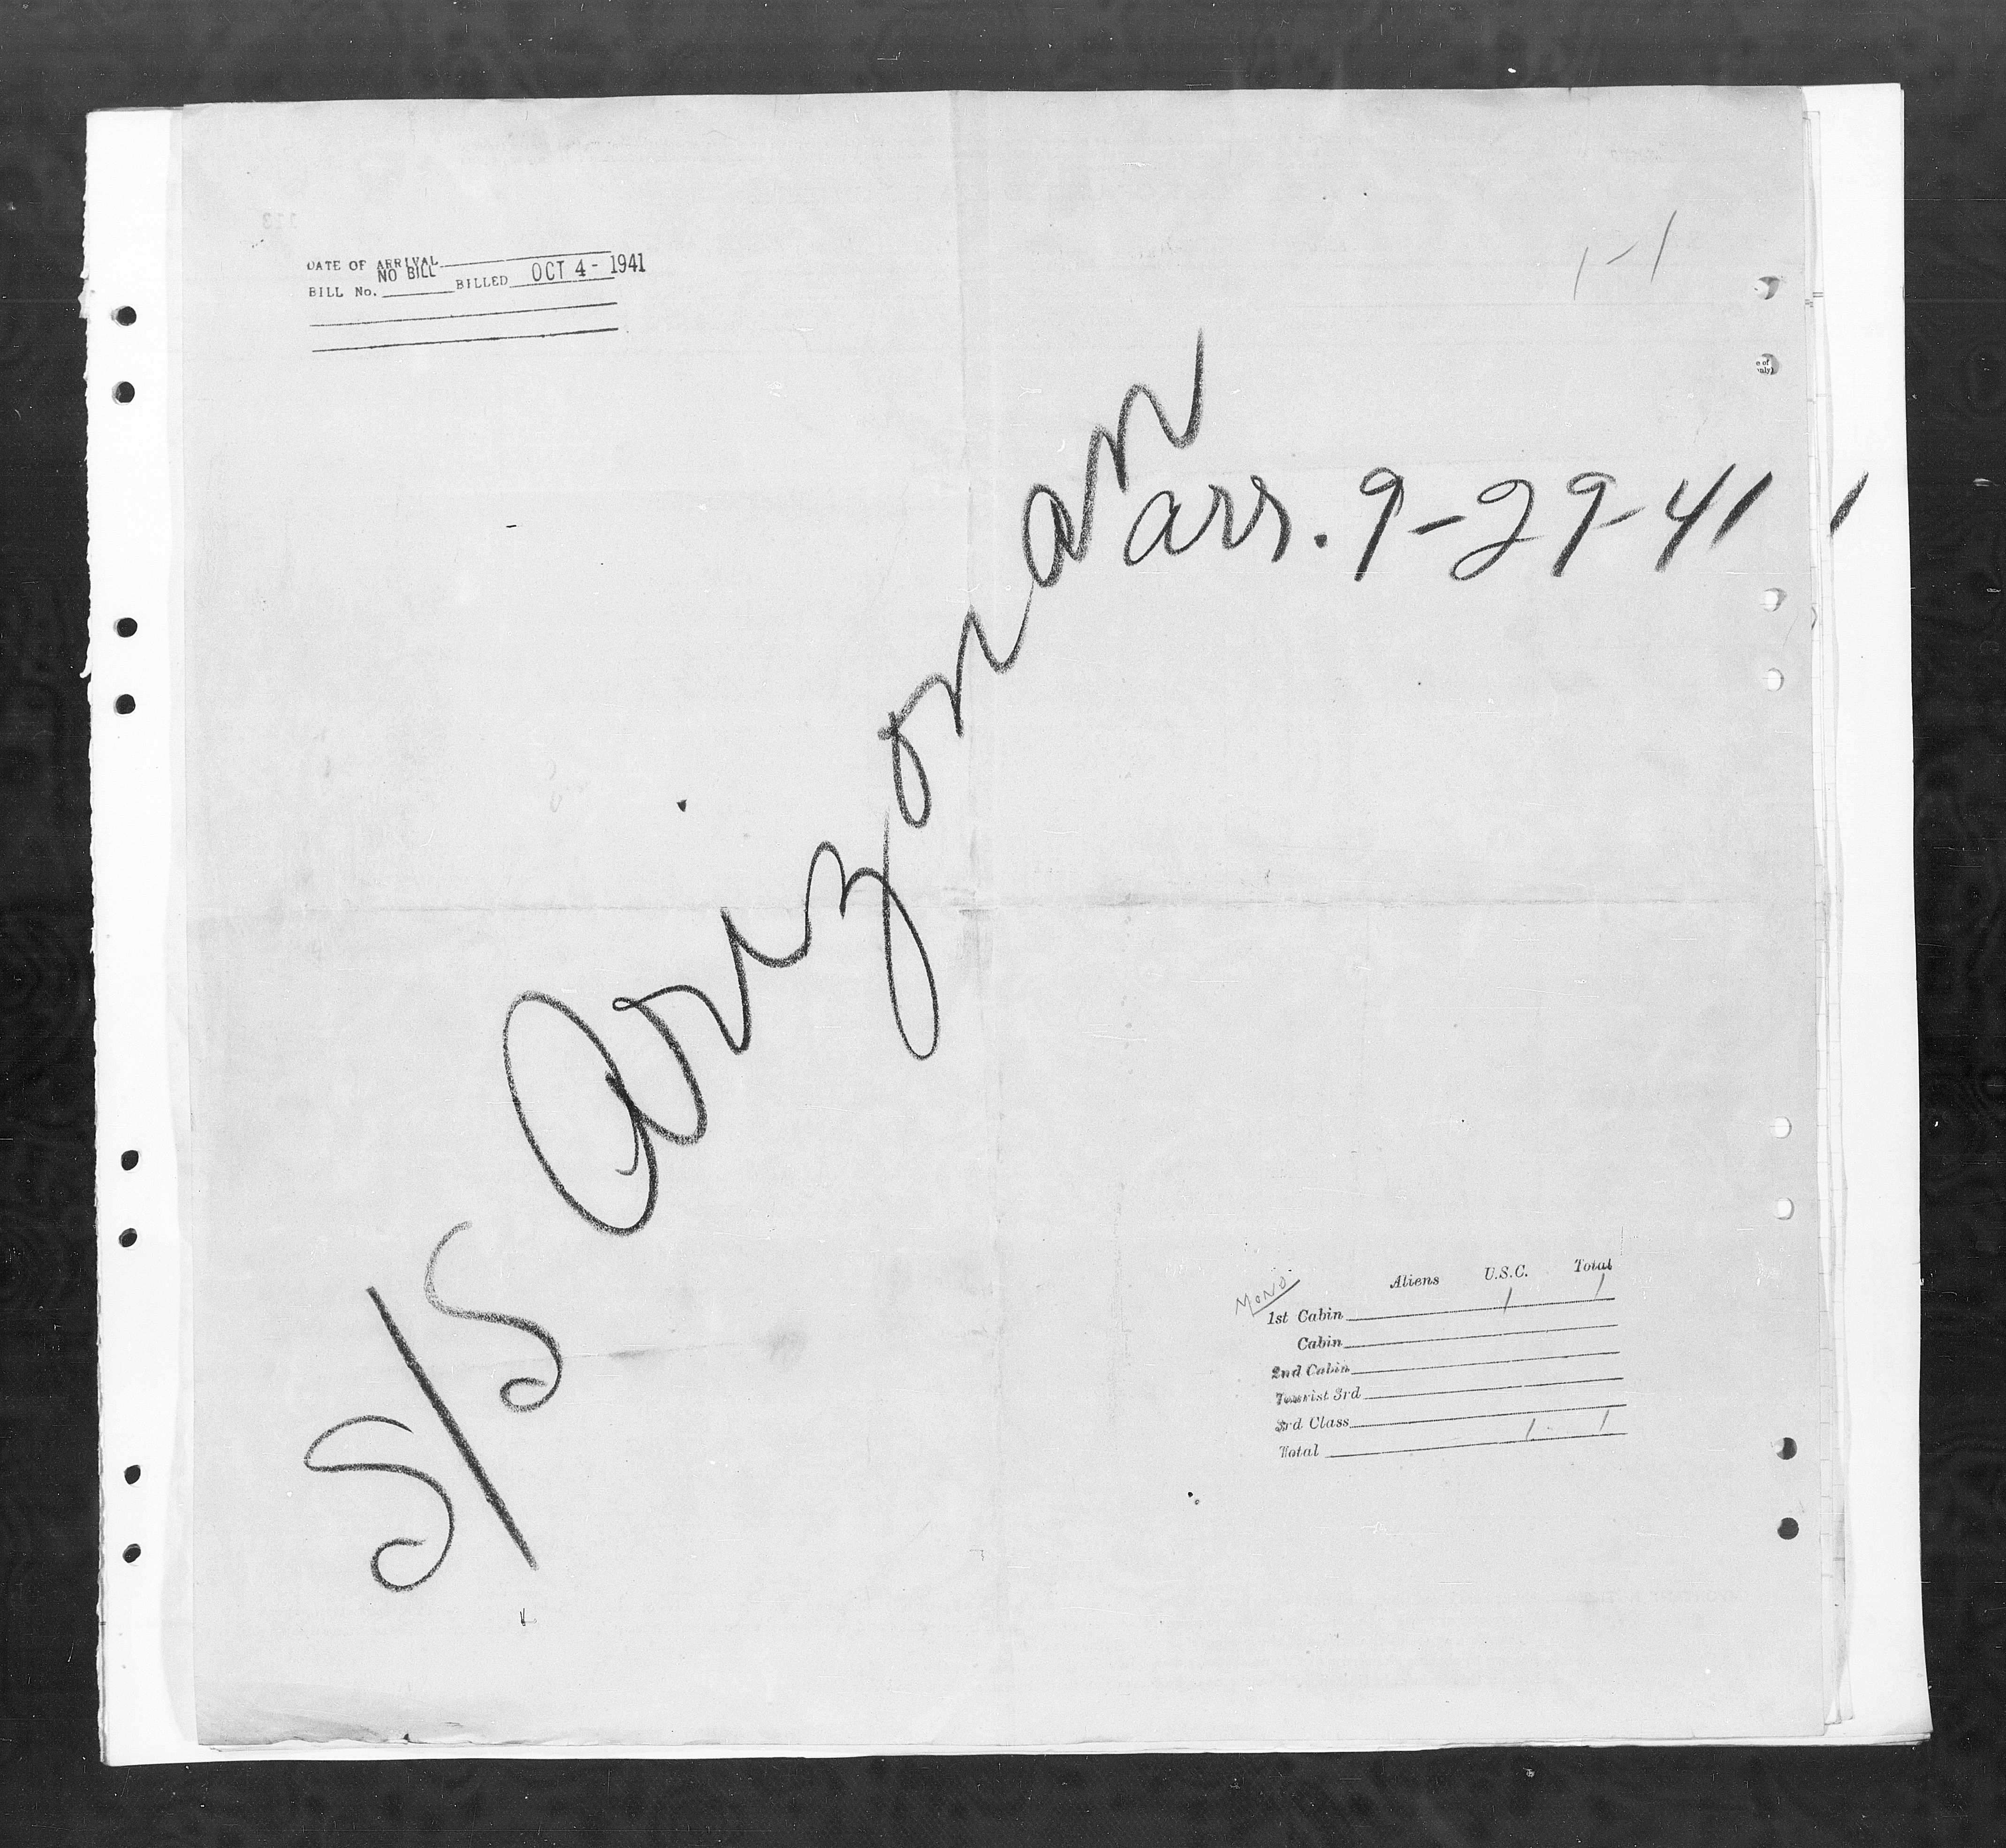 DATE OF ARRIVAL
NO BILL
BILL No. BILLED OCT 4 - 1941
1-1
S/S Arizonan
arr. 9-29-41
MONO
Aliens U.S.C. Total
1st Cabin 1 1
Cabin
2nd Cabin
Tourist 3rd
3rd Class
Total 1 - 1